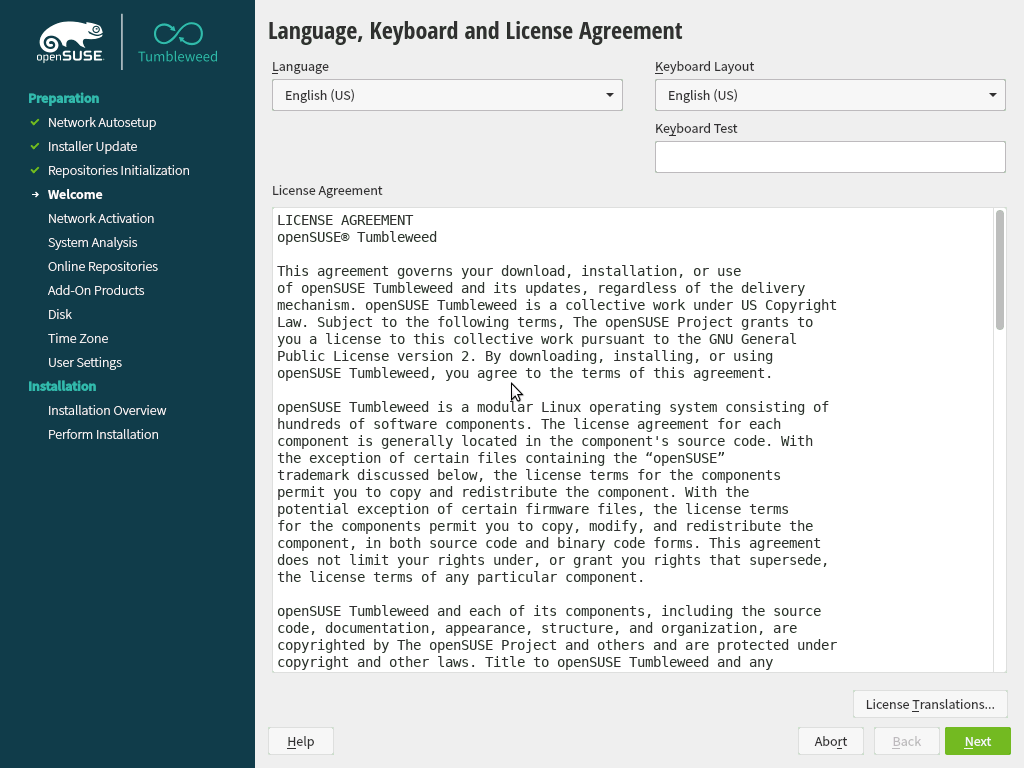 openSUSE
Tumbleweed
Preparation
Network Autosetup
Installer Update
Repositories Initialization
Welcome
Network Activation
System Analysis
Online Repositories
Add-On Products
Disk
Time Zone
User Settings
Installation
Installation Overview
Perform Installation
Language, Keyboard and License Agreement
Language
English (US)
Keyboard Layout
English (US)
Keyboard Test
License Agreement
LICENSE AGREEMENT
openSUSE® Tumbleweed
This agreement governs your download, installation, or use
of openSUSE Tumbleweed and its updates, regardless of the delivery
mechanism. openSUSE Tumbleweed is a collective work under US Copyright
Law. Subject to the following terms, The openSUSE Project grants to
you a license to this collective work pursuant to the GNU General
Public License version 2. By downloading, installing, or using
openSUSE Tumbleweed, you agree to the terms of this agreement.
openSUSE Tumbleweed is a modular Linux operating system consisting of
hundreds of software components. The license agreement for each
component is generally located in the component's source code. With
the exception of certain files containing the “openSUSE”
trademark discussed below, the license terms for the components
permit you to copy and redistribute the component. With the
potential exception of certain firmware files, the license terms
for the components permit you to copy, modify, and redistribute the
component, in both source code and binary code forms. This agreement
does not limit your rights under, or grant you rights that supersede,
the license terms of any particular component.
openSUSE Tumbleweed and each of its components, including the source
code, documentation, appearance, structure, and organization, are
copyrighted by The openSUSE Project and others and are protected under
copyright and other laws. Title to openSUSE Tumbleweed and any
License Translations...
Help
Abort
Back
Next